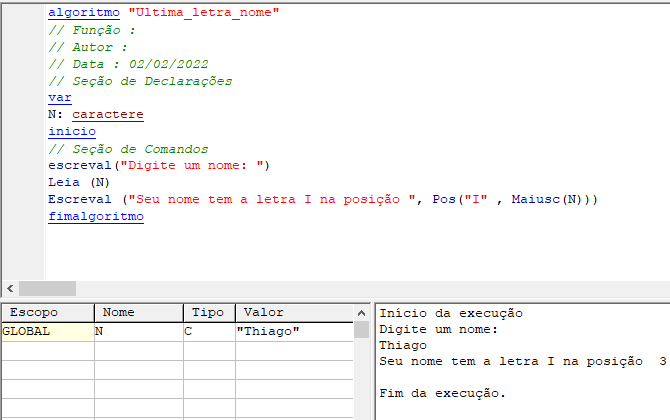 algoritmo "Ultima_letra_nome"
// Função :
// Autor :
// Data : 02/02/2022
// Seção de Declarações
var
N: caractere
inicio
// Seção de Comandos
escreval("Digite um nome: ")
Leia (N)
Escreval ("Seu nome tem a letra I na posição ", Pos("I" , Maiusc(N)))
fimalgoritmo
Escopo Nome Tipo Valor
GLOBAL N C "Thiago"
Início da execução
Digite um nome:
Thiago
Seu nome tem a letra I na posição  3
Fim da execução.